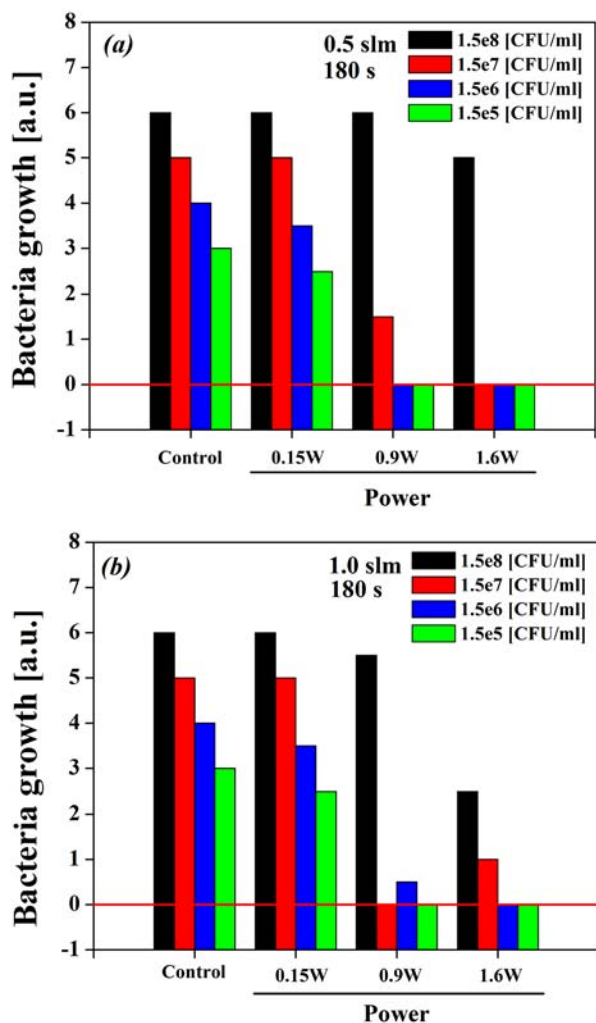 (a)
0.5 slm
180 s
1.5e8 [CFU/ml]
1.5e7 [CFU/ml]
1.5e6 [CFU/ml]
1.5e5 [CFU/ml]
Bacteria growth [a.u.]
8
7
6
5
4
3
2
1
0
-1
Control 0.15W 0.9W 1.6W
Power
(b)
1.0 slm
180 s
1.5e8 [CFU/ml]
1.5e7 [CFU/ml]
1.5e6 [CFU/ml]
1.5e5 [CFU/ml]
Bacteria growth [a.u.]
8
7
6
5
4
3
2
1
0
-1
Control 0.15W 0.9W 1.6W
Power